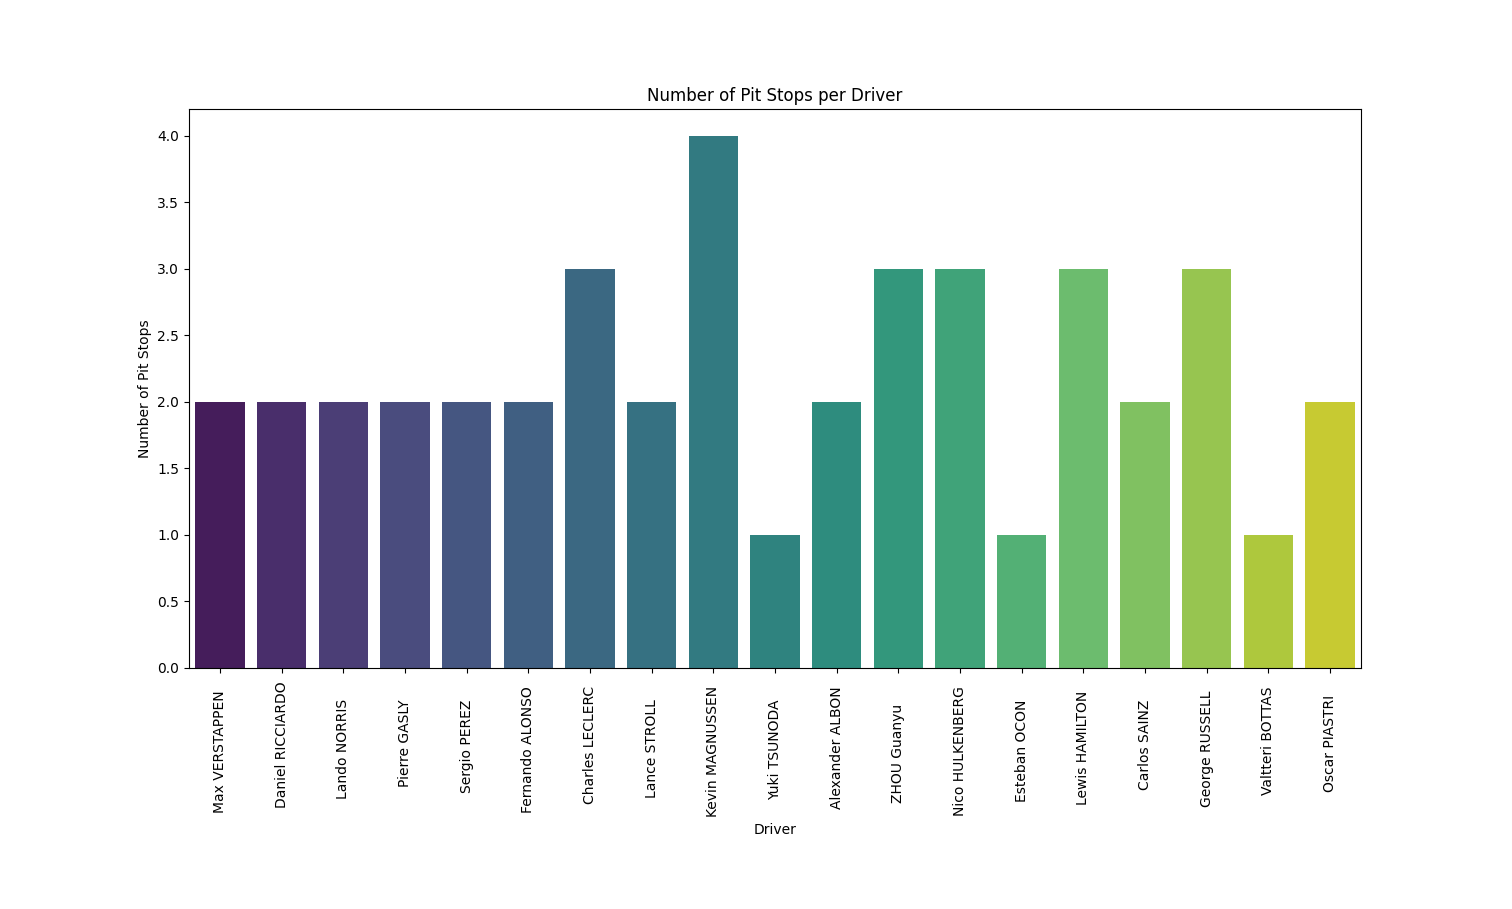 Number of Pit Stops per Driver
4.0
3.5
3.0
2.5
2.0
1.5
1.0
0.5
0.0
Number of Pit Stops
Max VERSTAPPEN
Daniel RICCIARDO
Lando NORRIS
Pierre GASLY
Sergio PEREZ
Fernando ALONSO
Charles LECLERC
Lance STROLL
Kevin MAGNUSSEN
Yuki TSUNODA
Alexander ALBON
ZHOU Guanyu
Nico HULKENBERG
Esteban OCON
Lewis HAMILTON
Carlos SAINZ
George RUSSELL
Valtteri BOTTAS
Oscar PIASTRI
Driver